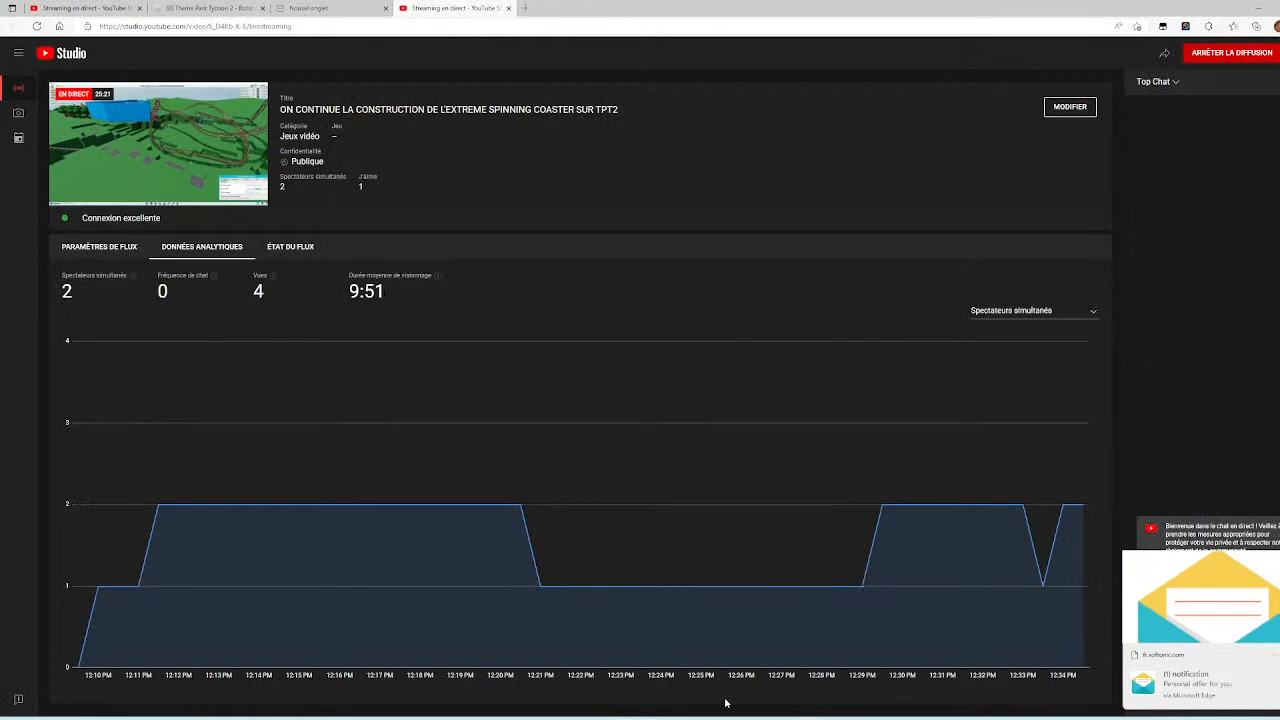 Streaming en direct - YouTube St
(0) Theme Park Tycoon 2 - Roblo
Nouvel onglet
Streaming en direct - YouTube St
https://studio.youtube.com/video/6_D4Kb-K-E/livestreaming
Studio
ARRÊTER LA DIFFUSION
EN DIRECT 25:21
Titre
ON CONTINUE LA CONSTRUCTION DE L'EXTREME SPINNING COASTER SUR TPT2
MODIFIER
Catégorie
Jeu
Jeux vidéo
–
Confidentialité
Publique
Spectateurs simultanés
J'aime
2
1
Connexion excellente
Top Chat
PARAMÈTRES DE FLUX
DONNÉES ANALYTIQUES
ÉTAT DU FLUX
Spectateurs simultanés
Fréquence de chat
Vues
Durée moyenne de visionnage
2
0
4
9:51
Spectateurs simultanés
4
3
2
1
0
12:10 PM 12:11 PM 12:12 PM 12:13 PM 12:14 PM 12:15 PM 12:16 PM 12:17 PM 12:18 PM 12:19 PM 12:20 PM 12:21 PM 12:22 PM 12:23 PM 12:24 PM 12:25 PM 12:26 PM 12:27 PM 12:28 PM 12:29 PM 12:30 PM 12:31 PM 12:32 PM 12:33 PM 12:34 PM
Bienvenue dans le chat en direct ! Veillez à
prendre les mesures appropriées pour
protéger votre vie privée et à respecter not
fr.softonic.com
(1) notification
Personal offer for you
via Microsoft Edge